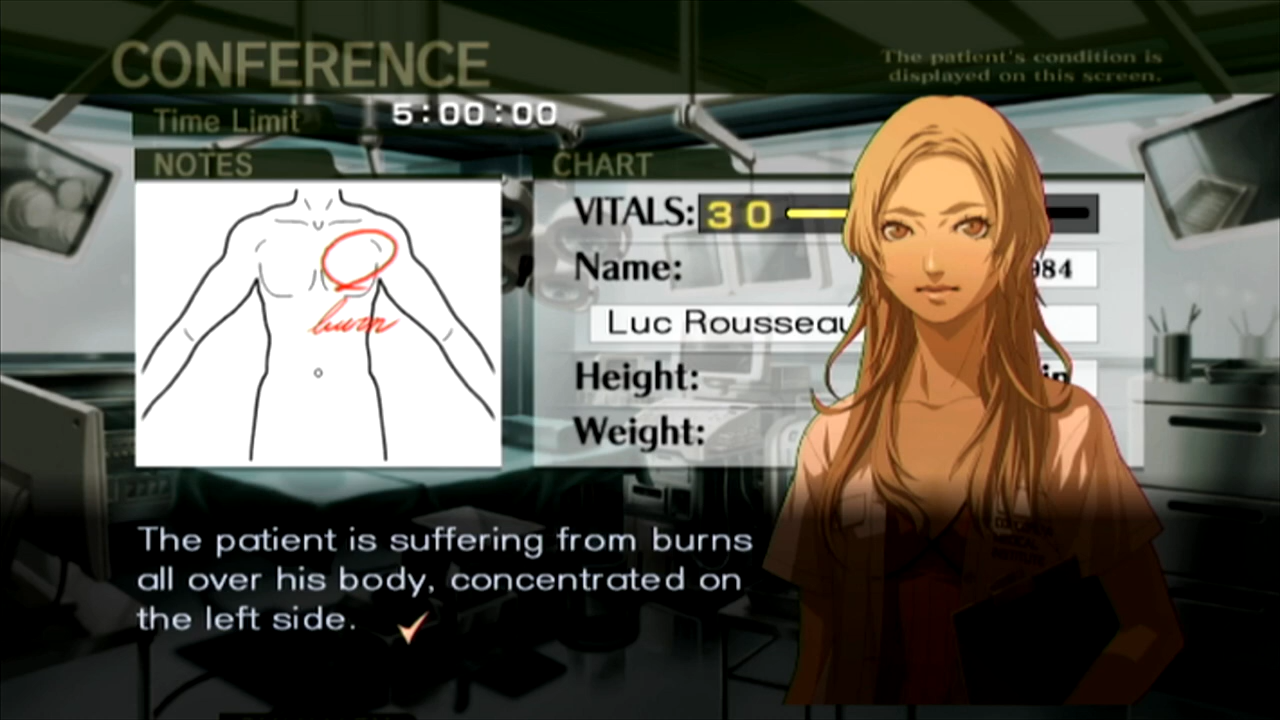 CONFERENCE
The patient's condition is
displayed on this screen.
Time Limit 5:00:00
NOTES
CHART
VITALS: 30
Name: 984
Luc Rousseau
Height: in
Weight:
burn
The patient is suffering from burns
all over his body, concentrated on
the left side.